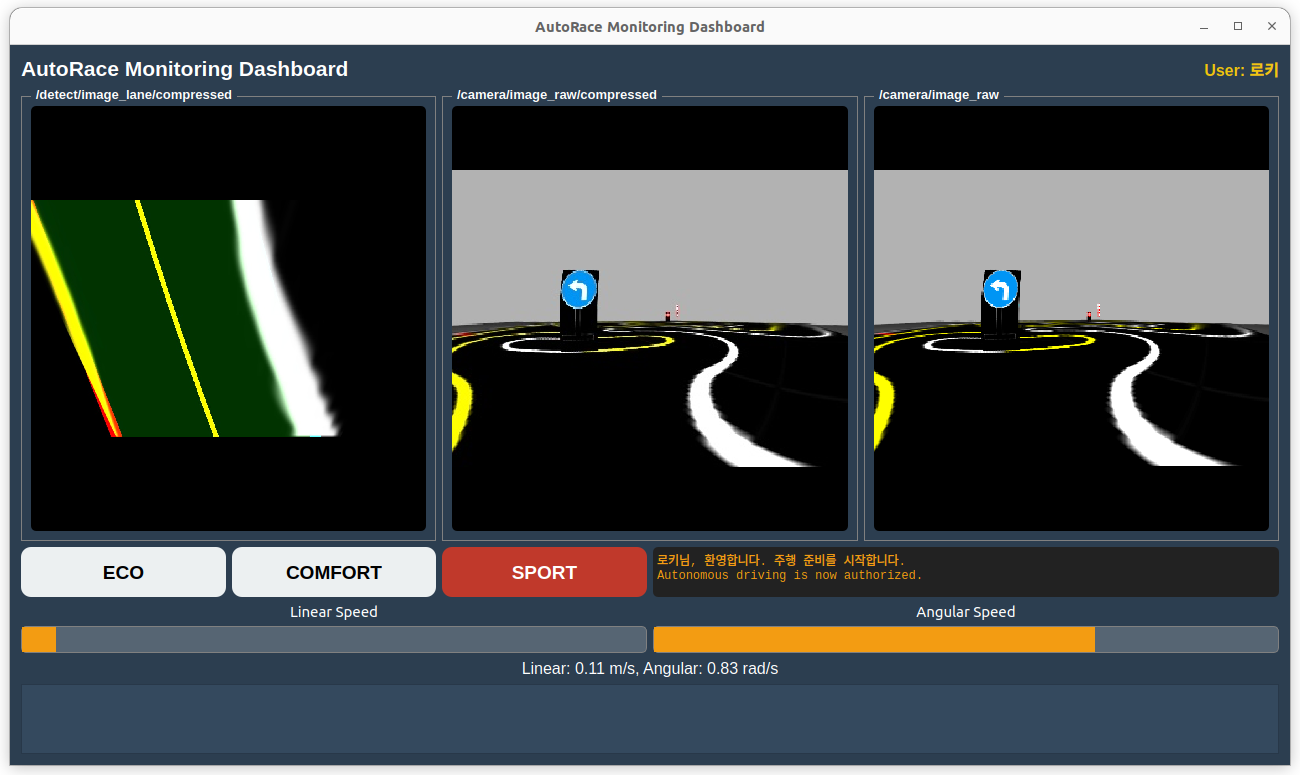 AutoRace Monitoring Dashboard
AutoRace Monitoring Dashboard
User: 로키
/detect/image_lane/compressed
/camera/image_raw/compressed
/camera/image_raw
ECO
COMFORT
SPORT
로키님, 환영합니다. 주행 준비를 시작합니다.
Autonomous driving is now authorized.
Linear Speed
Angular Speed
Linear: 0.11 m/s, Angular: 0.83 rad/s